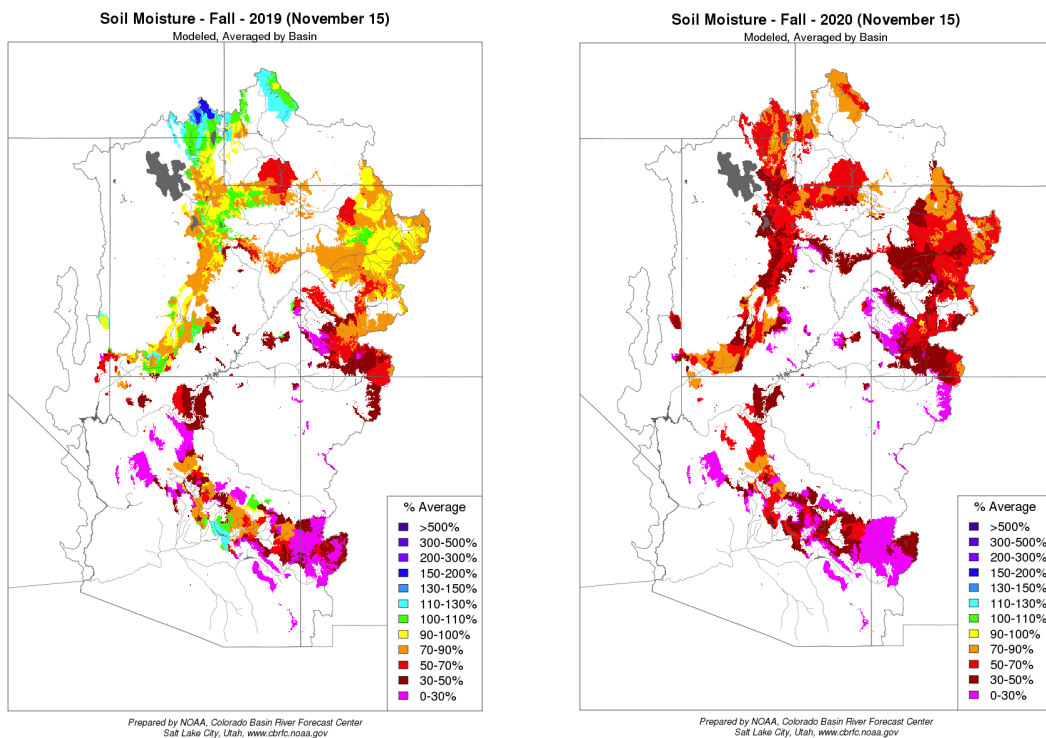 Soil Moisture - Fall - 2019 (November 15)
Modeled, Averaged by Basin
% Average
>500%
300-500%
200-300%
150-200%
130-150%
110-130%
100-110%
90-100%
70-90%
50-70%
30-50%
0-30%
Prepared by NOAA, Colorado Basin River Forecast Center
Salt Lake City, Utah, www.cbrfc.noaa.gov
Soil Moisture - Fall - 2020 (November 15)
Modeled, Averaged by Basin
% Average
>500%
300-500%
200-300%
150-200%
130-150%
110-130%
100-110%
90-100%
70-90%
50-70%
30-50%
0-30%
Prepared by NOAA, Colorado Basin River Forecast Center
Salt Lake City, Utah, www.cbrfc.noaa.gov